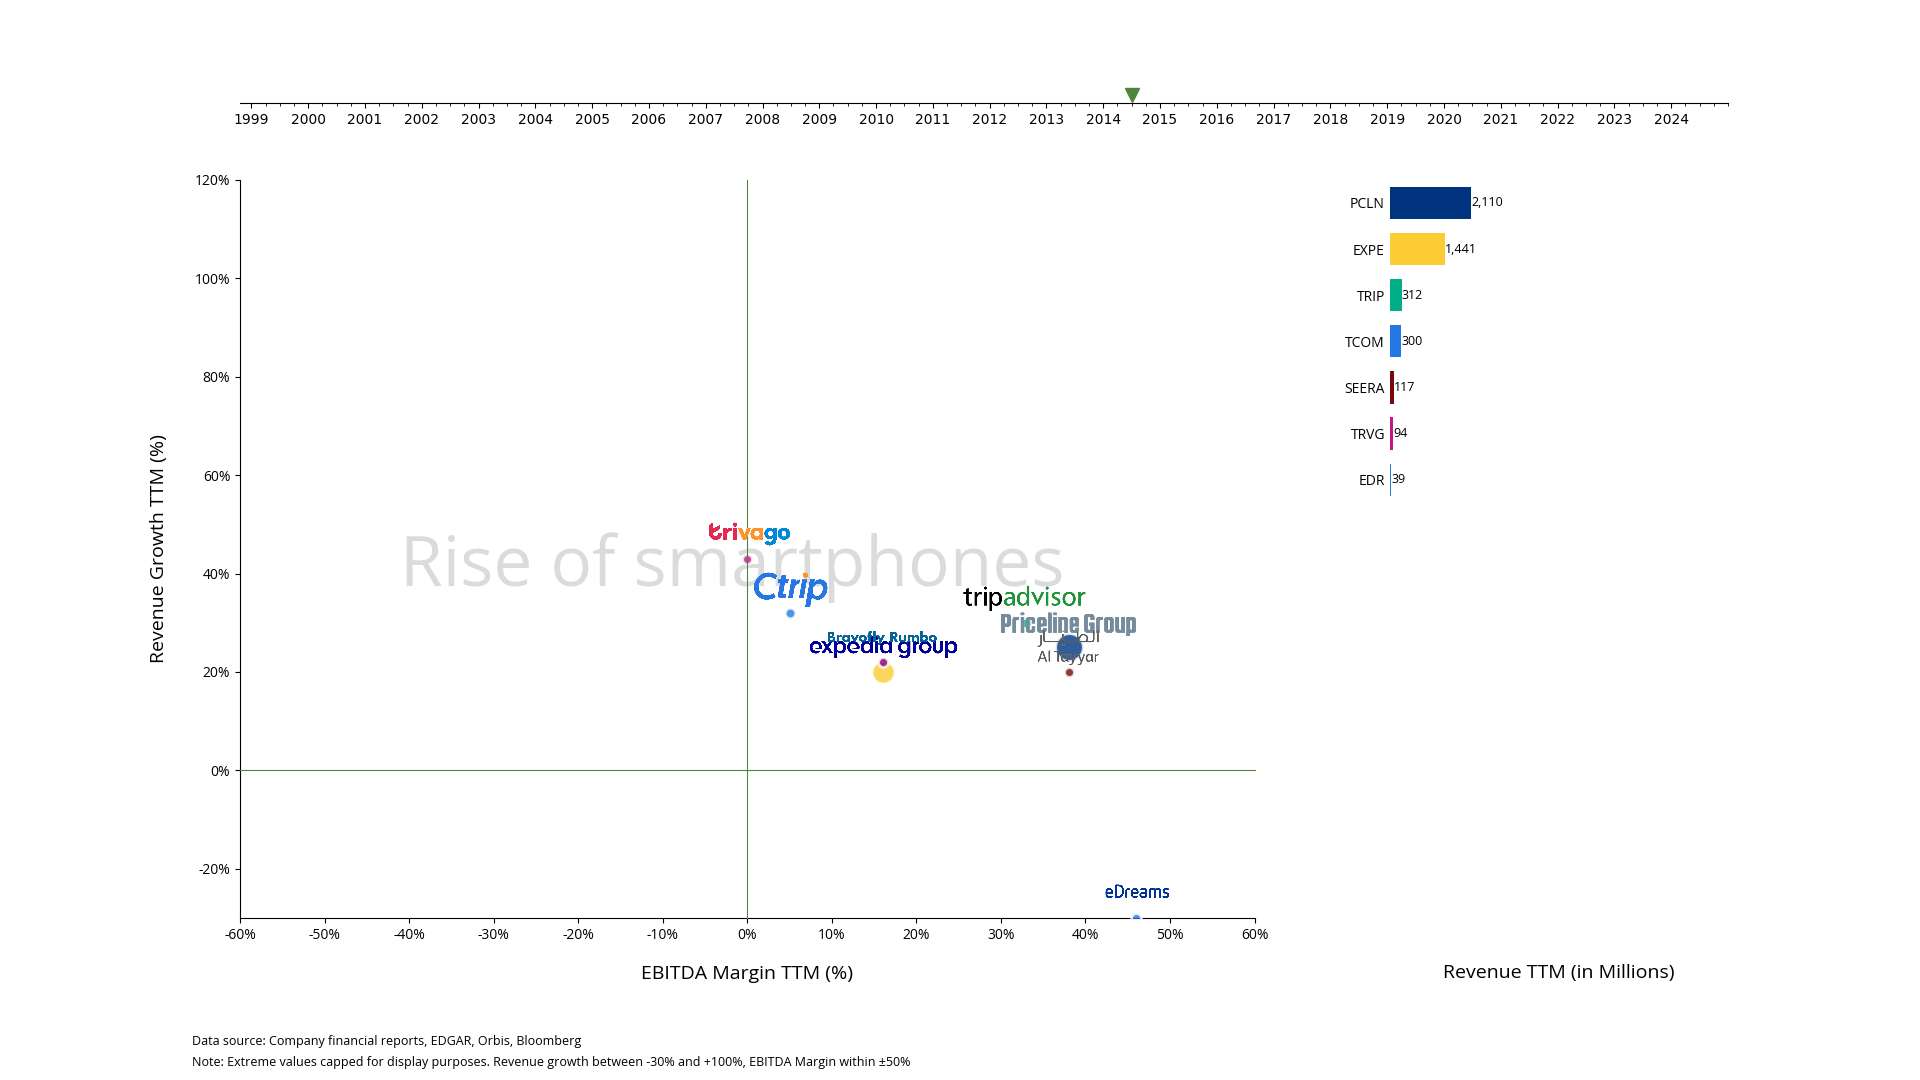 1999 2000 2001 2002 2003 2004 2005 2006 2007 2008 2009 2010 2011 2012 2013 2014 2015 2016 2017 2018 2019 2020 2021 2022 2023 2024
120%
100%
80%
60%
40%
20%
0%
-20%
Revenue Growth TTM (%)
Rise of smartphones
trivago
Ctrip
tripadvisor
Priceline Group
Bravofly Rumbo
expedia group
Al Tayyar
eDreams
-60% -50% -40% -30% -20% -10% 0% 10% 20% 30% 40% 50% 60%
EBITDA Margin TTM (%)
PCLN 2,110
EXPE 1,441
TRIP 312
TCOM 300
SEERA 117
TRVG 94
EDR 39
Revenue TTM (in Millions)
Data source: Company financial reports, EDGAR, Orbis, Bloomberg
Note: Extreme values capped for display purposes. Revenue growth between -30% and +100%, EBITDA Margin within ±50%